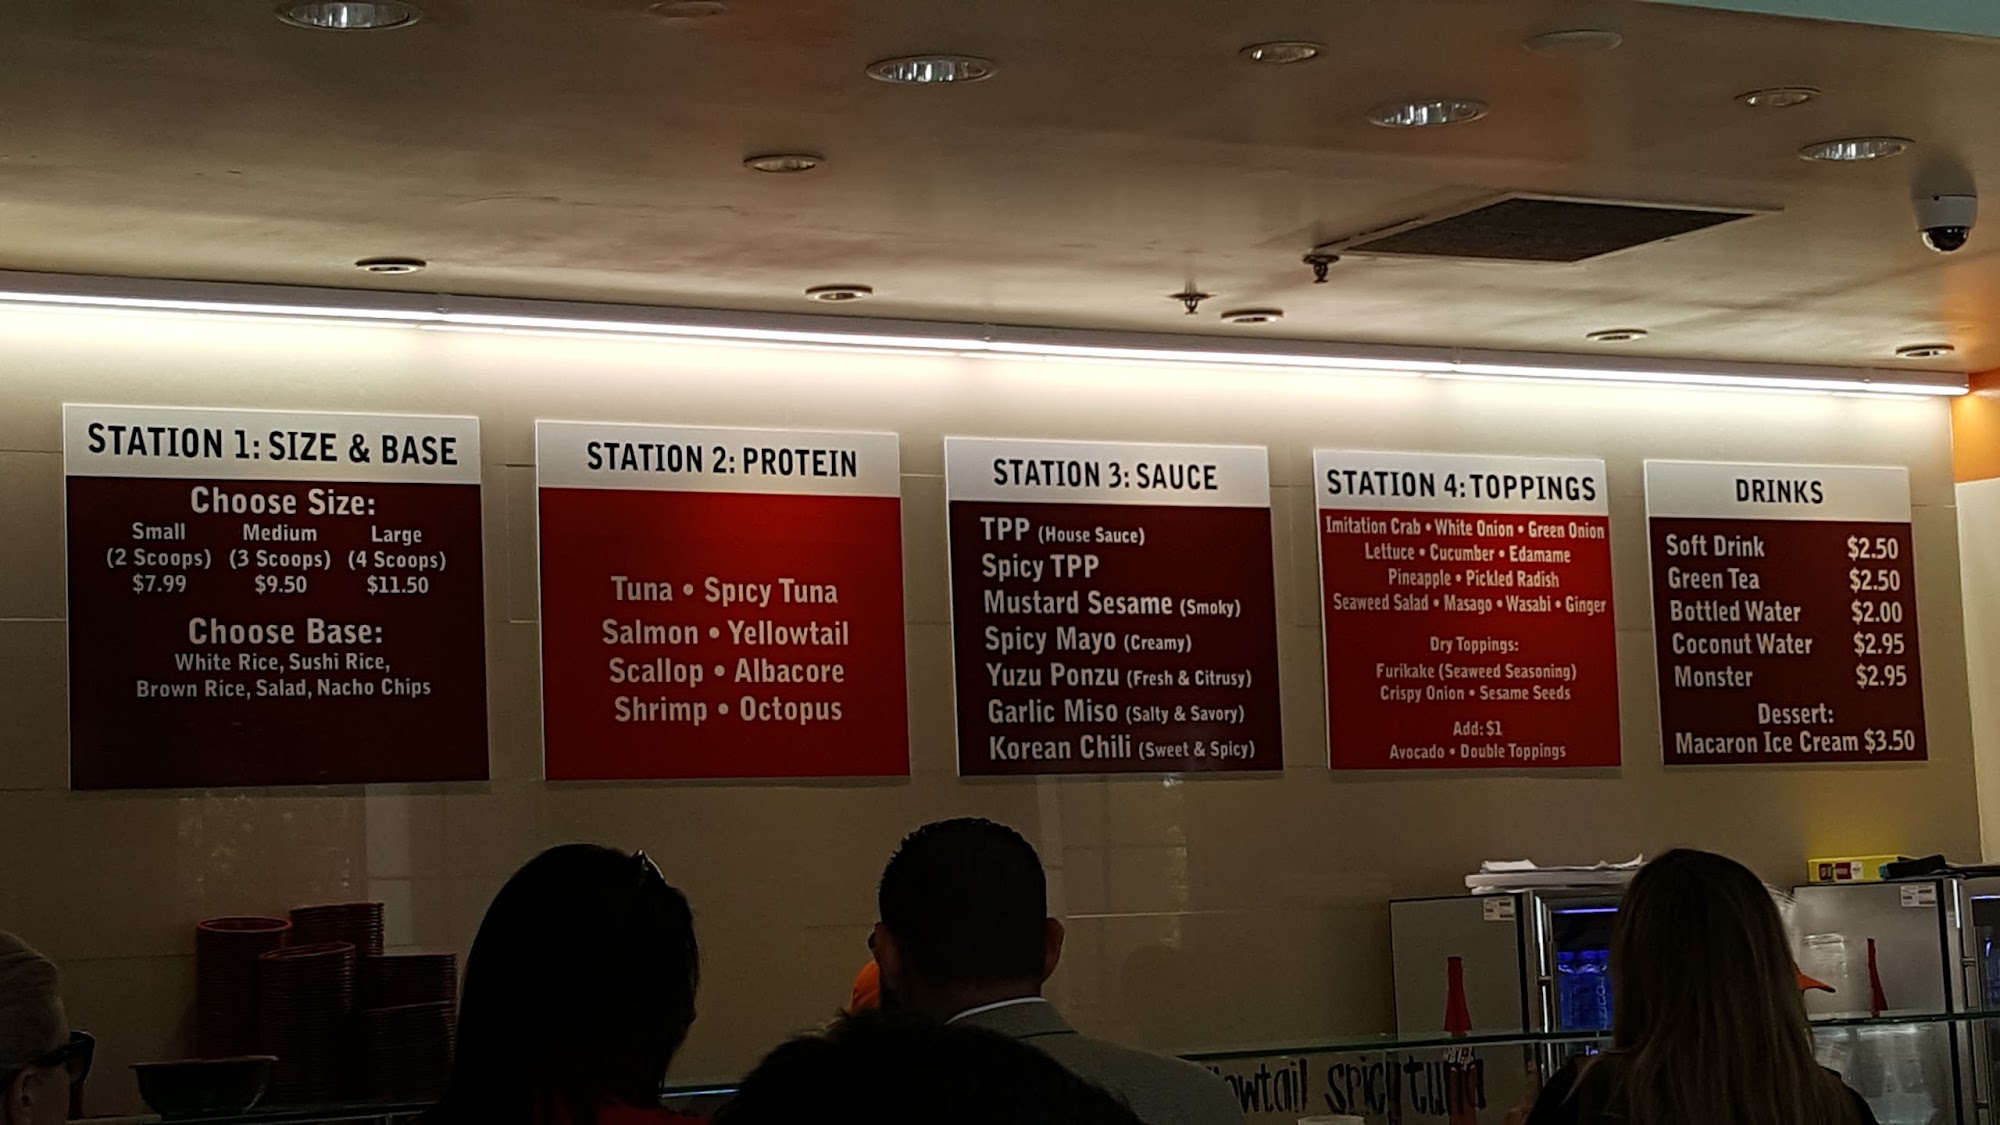 STATION 1: SIZE & BASE
Choose Size:
Small Medium Large
(2 Scoops) (3 Scoops) (4 Scoops)
$7.99 $9.50 $11.50
Choose Base:
White Rice, Sushi Rice,
Brown Rice, Salad, Nacho Chips
STATION 2: PROTEIN
Tuna • Spicy Tuna
Salmon • Yellowtail
Scallop • Albacore
Shrimp • Octopus
STATION 3: SAUCE
TPP (House Sauce)
Spicy TPP
Mustard Sesame (Smoky)
Spicy Mayo (Creamy)
Yuzu Ponzu (Fresh & Citrusy)
Garlic Miso (Salty & Savory)
Korean Chili (Sweet & Spicy)
STATION 4: TOPPINGS
Imitation Crab • White Onion • Green Onion
Lettuce • Cucumber • Edamame
Pineapple • Pickled Radish
Seaweed Salad • Masago • Wasabi • Ginger
Dry Toppings:
Furikake (Seaweed Seasoning)
Crispy Onion • Sesame Seeds
Add: $1
Avocado • Double Toppings
DRINKS
Soft Drink $2.50
Green Tea $2.50
Bottled Water $2.00
Coconut Water $2.95
Monster $2.95
Dessert:
Macaron Ice Cream $3.50
owtail spicy tuna